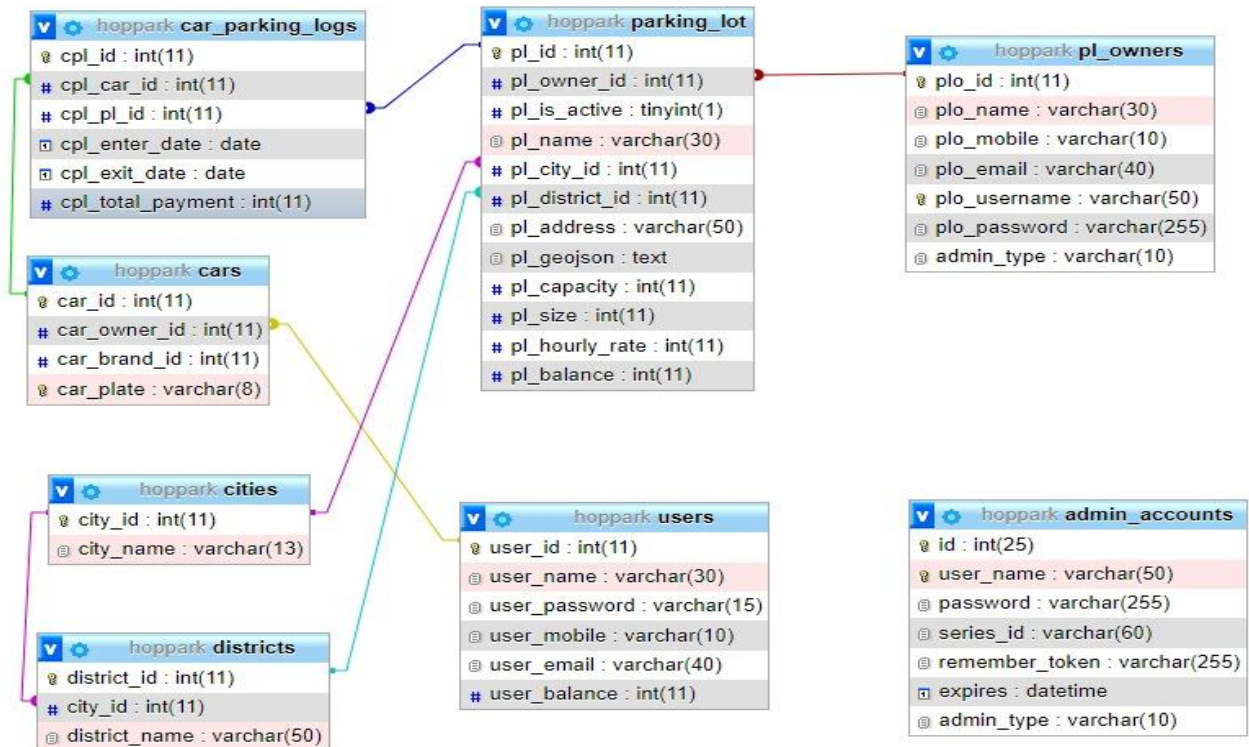 hoppark car_parking_logs
cpl_id : int(11)
cpl_car_id : int(11)
cpl_pl_id : int(11)
cpl_enter_date : date
cpl_exit_date : date
cpl_total_payment : int(11)
hoppark parking_lot
pl_id : int(11)
pl_owner_id : int(11)
pl_is_active : tinyint(1)
pl_name : varchar(30)
pl_city_id : int(11)
pl_district_id : int(11)
pl_address : varchar(50)
pl_geojson : text
pl_capacity : int(11)
pl_size : int(11)
pl_hourly_rate : int(11)
pl_balance : int(11)
hoppark pl_owners
plo_id : int(11)
plo_name : varchar(30)
plo_mobile : varchar(10)
plo_email : varchar(40)
plo_username : varchar(50)
plo_password : varchar(255)
admin_type : varchar(10)
hoppark cars
car_id : int(11)
car_owner_id : int(11)
car_brand_id : int(11)
car_plate : varchar(8)
hoppark cities
city_id : int(11)
city_name : varchar(13)
hoppark districts
district_id : int(11)
city_id : int(11)
district_name : varchar(50)
hoppark users
user_id : int(11)
user_name : varchar(30)
user_password : varchar(15)
user_mobile : varchar(10)
user_email : varchar(40)
user_balance : int(11)
hoppark admin_accounts
id : int(25)
user_name : varchar(50)
password : varchar(255)
series_id : varchar(60)
remember_token : varchar(255)
expires : datetime
admin_type : varchar(10)